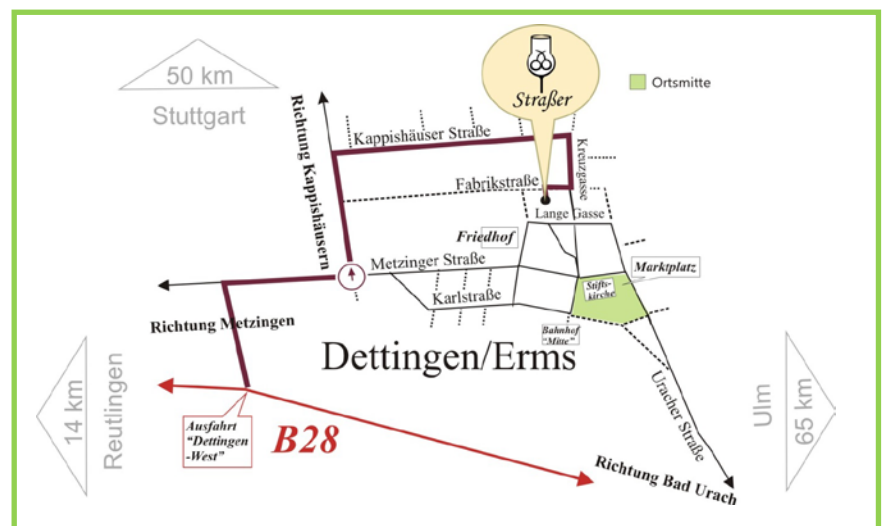 50 km
Stuttgart
Straßer
Ortsmitte
Richtung Kappishäusern
Kappishäuser Straße
Kreuzgasse
Fabrikstraße
Lange Gasse
Friedhof
Metzinger Straße
Marktplatz
Stifts-
kirche
Karlstraße
Richtung Metzingen
Bahnhof
"Mitte"
Dettingen/Erms
14 km
Reutlingen
Ausfahrt
"Dettingen
-West"
B28
Uracher Straße
Ulm
65 km
Richtung Bad Urach